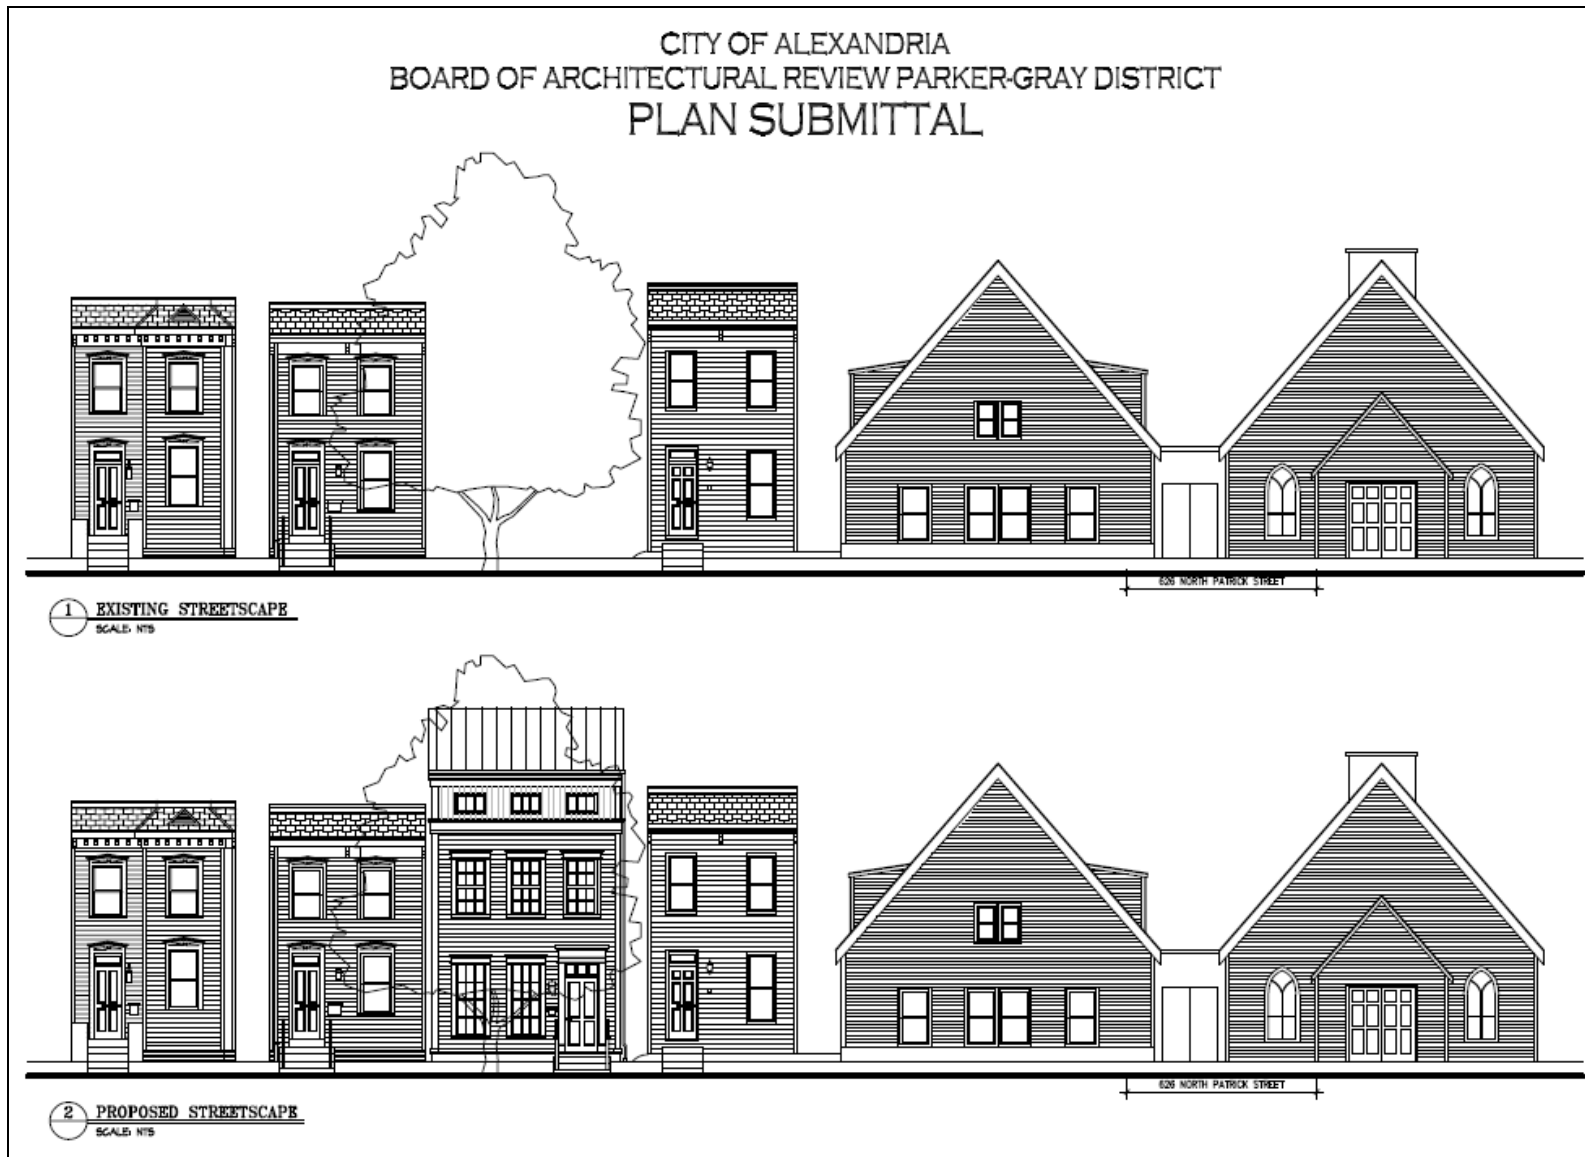 CITY OF ALEXANDRIA
BOARD OF ARCHITECTURAL REVIEW PARKER-GRAY DISTRICT
PLAN SUBMITTAL
626 NORTH PATRICK STREET
1 EXISTING STREETSCAPE
SCALE: NTS
626 NORTH PATRICK STREET
2 PROPOSED STREETSCAPE
SCALE: NTS